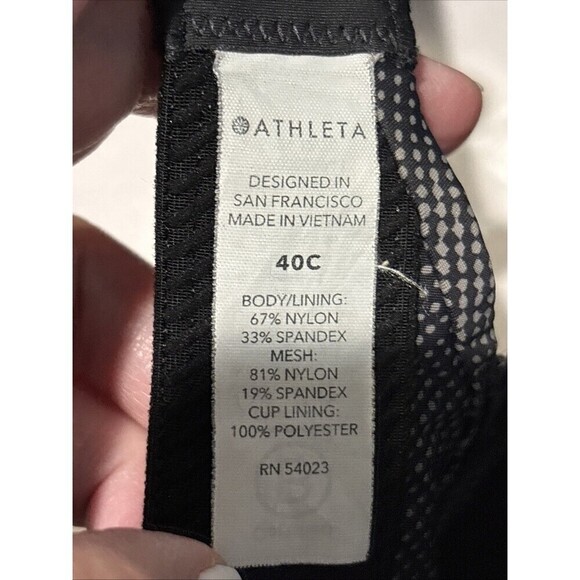 ATHLETA
DESIGNED IN
SAN FRANCISCO
MADE IN VIETNAM
40C
BODY/LINING:
67% NYLON
33% SPANDEX
MESH:
81% NYLON
19% SPANDEX
CUP LINING:
100% POLYESTER
RN 54023